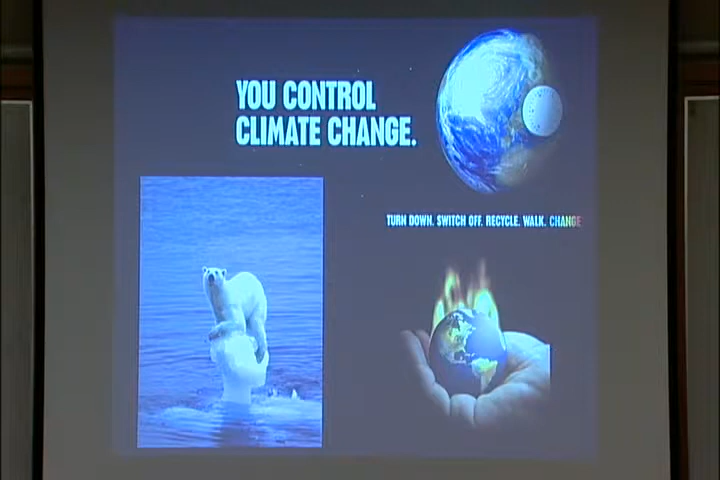 YOU CONTROL
CLIMATE CHANGE.
TURN DOWN. SWITCH OFF. RECYCLE. WALK. CHANGE